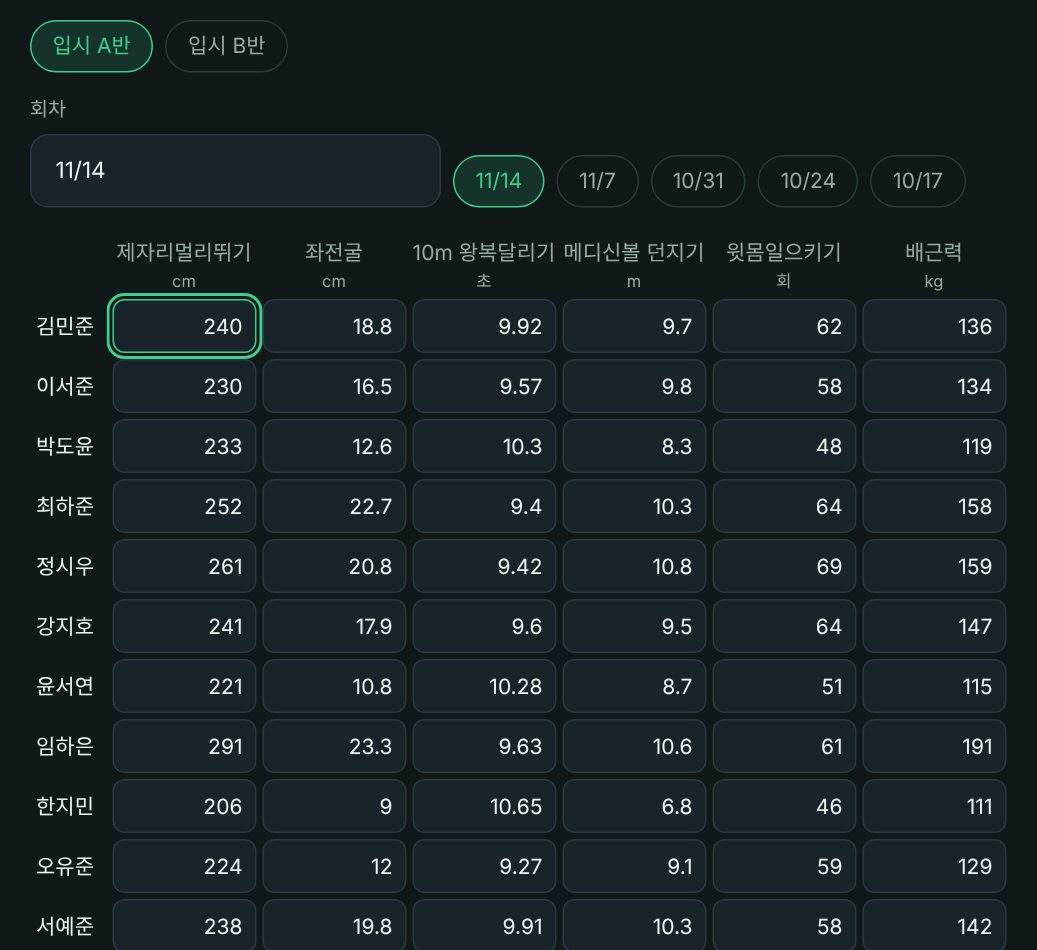 입시 A반 입시 B반
회차
11/14 11/14 11/7 10/31 10/24 10/17
제자리멀리뛰기 좌전굴 10m 왕복달리기 메디신볼 던지기 윗몸일으키기 배근력
cm cm 초 m 회 kg
김민준 240 18.8 9.92 9.7 62 136
이서준 230 16.5 9.57 9.8 58 134
박도윤 233 12.6 10.3 8.3 48 119
최하준 252 22.7 9.4 10.3 64 158
정시우 261 20.8 9.42 10.8 69 159
강지호 241 17.9 9.6 9.5 64 147
윤서연 221 10.8 10.28 8.7 51 115
임하은 291 23.3 9.63 10.6 61 191
한지민 206 9 10.65 6.8 46 111
오유준 224 12 9.27 9.1 59 129
서예준 238 19.8 9.91 10.3 58 142